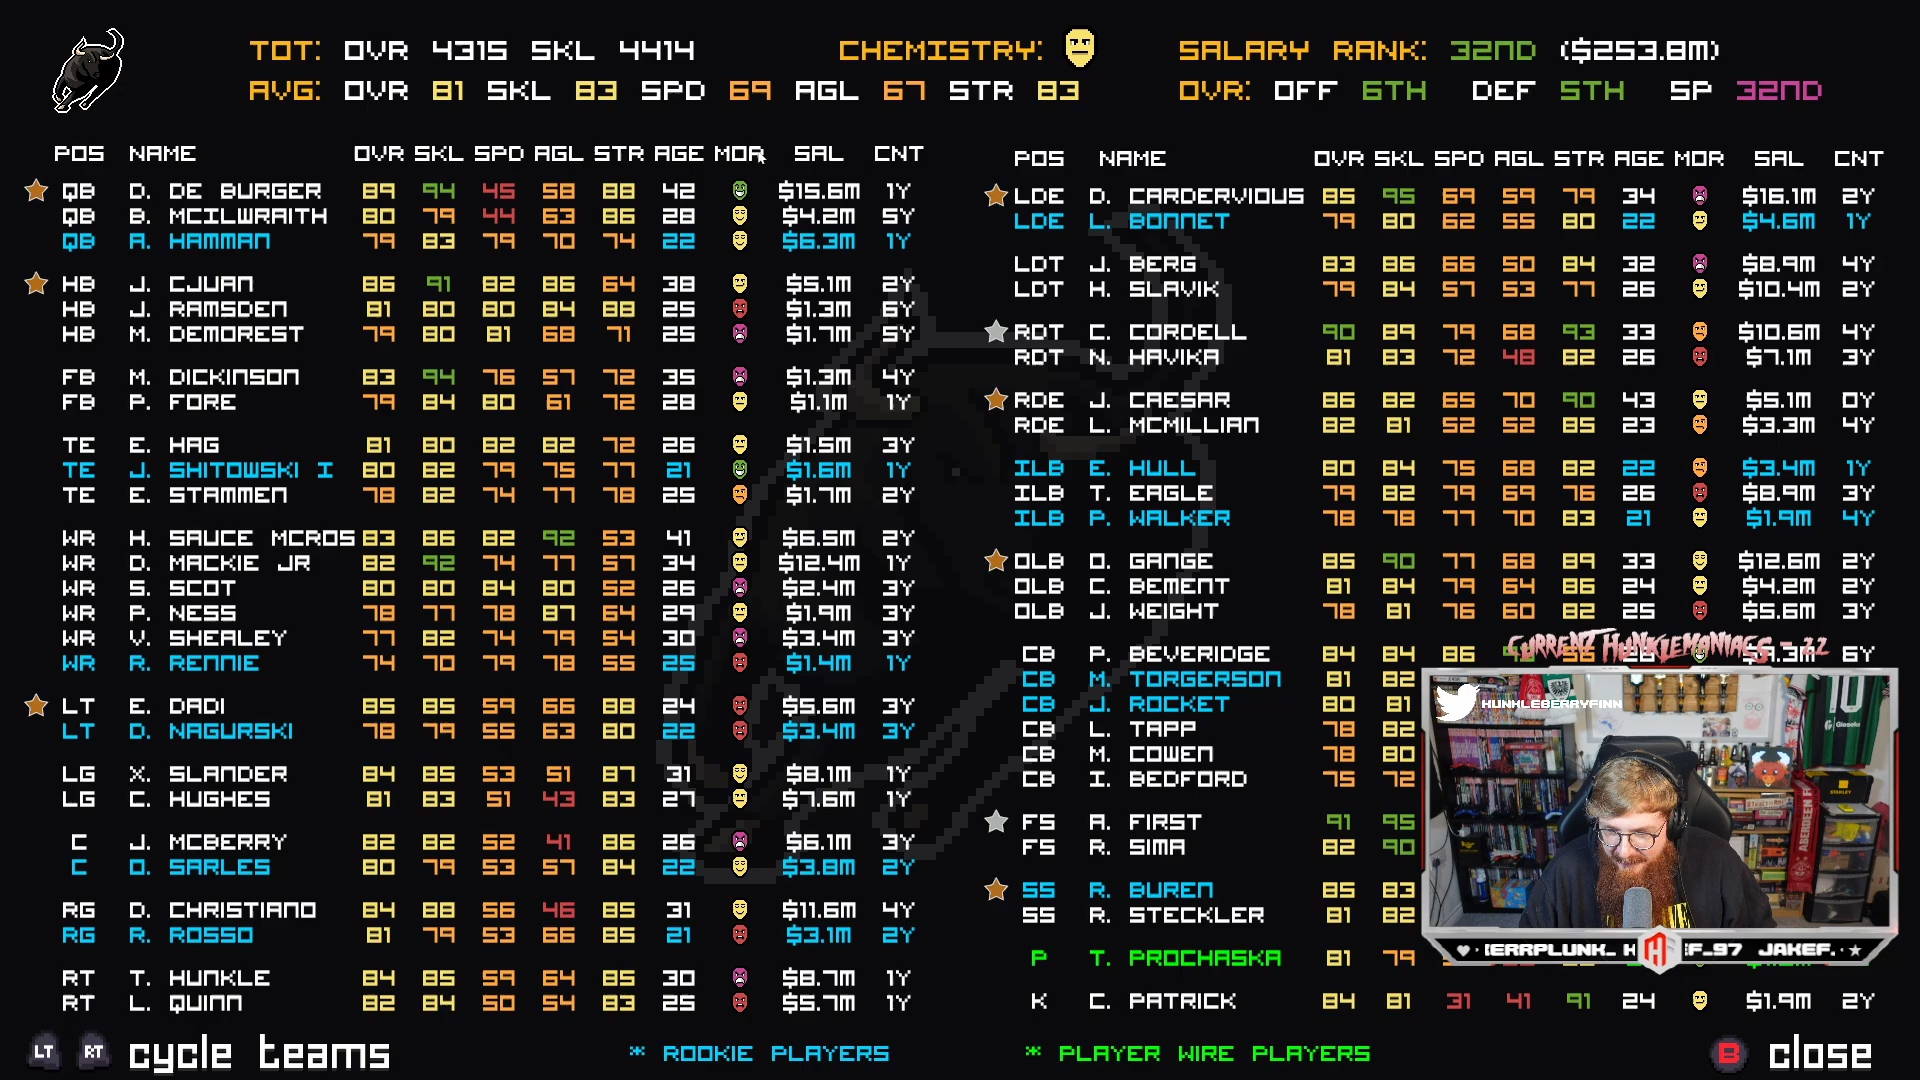 TOT: OVR 4315 SKL 4414 CHEMISTRY: SALARY RANK: 32ND ($253.8M)
AVG: OVR 81 SKL 83 SPD 69 AGL 67 STR 83 OVR: OFF 6TH DEF 5TH SP 32ND
POS NAME OVR SKL SPD AGL STR AGE MOR SAL CNT
QB D. DE BURGER 89 94 45 58 88 42 $15.6M 1Y
QB B. MCILWRAITH 80 79 44 63 86 28 $4.2M 5Y
QB A. HAMMAN 79 83 79 70 74 22 $6.3M 1Y
HB J. CJUAN 86 91 82 86 64 38 $5.1M 2Y
HB J. RAMSDEN 81 80 80 84 88 25 $1.3M 6Y
HB M. DEMOREST 79 80 81 68 71 25 $1.7M 5Y
FB M. DICKINSON 83 94 76 57 72 35 $1.3M 4Y
FB P. FORE 79 84 80 61 72 28 $1.1M 1Y
TE E. HAG 81 80 82 82 72 26 $1.5M 3Y
TE J. SHITOWSKI I 80 82 79 75 77 21 $1.6M 1Y
TE E. STAMMEN 78 82 74 77 78 25 $1.7M 2Y
WR H. SAUCE MCROS 83 86 82 92 53 41 $6.5M 2Y
WR D. MACKIE JR 82 92 74 77 57 34 $12.4M 1Y
WR S. SCOT 80 80 84 80 52 26 $2.4M 3Y
WR P. NESS 78 77 78 87 64 29 $1.9M 3Y
WR V. SHEALEY 77 82 74 79 54 30 $3.4M 3Y
WR R. RENNIE 74 70 79 78 55 25 $1.4M 1Y
LT E. DADI 85 85 59 66 88 24 $5.6M 3Y
LT D. NAGURSKI 78 79 55 63 80 22 $3.4M 3Y
LG X. SLANDER 84 85 53 51 87 31 $8.1M 1Y
LG C. HUGHES 81 83 51 43 83 27 $7.6M 1Y
C J. MCBERRY 82 82 52 41 86 26 $6.1M 3Y
C O. SARLES 80 79 53 57 84 22 $3.8M 2Y
RG D. CHRISTIANO 84 88 56 46 85 31 $11.6M 4Y
RG R. ROSSO 81 79 53 66 85 21 $3.1M 2Y
RT T. HUNKLE 84 85 59 64 85 30 $8.7M 1Y
RT L. QUINN 82 84 50 54 83 25 $5.7M 1Y
POS NAME OVR SKL SPD AGL STR AGE MOR SAL CNT
LDE D. CARDERVIOUS 85 95 69 59 79 34 $16.1M 2Y
LDE L. BONNET 79 80 62 55 80 22 $4.6M 1Y
LDT J. BERG 83 86 66 50 84 32 $8.9M 4Y
LDT H. SLAVIK 79 84 57 53 77 26 $10.4M 2Y
RDT C. CORDELL 90 89 79 68 93 33 $10.6M 4Y
RDT N. HAVIKA 81 83 72 48 82 26 $7.1M 3Y
RDE J. CAESAR 86 82 65 70 90 43 $5.1M 0Y
RDE L. MCMILLIAN 82 81 52 52 85 23 $3.3M 4Y
ILB E. HULL 80 84 75 68 82 22 $3.4M 1Y
ILB T. EAGLE 79 82 79 69 76 26 $8.9M 3Y
ILB P. WALKER 78 78 77 70 83 21 $1.9M 4Y
OLB O. GANGE 85 90 77 68 89 33 $12.6M 2Y
OLB C. BEMENT 81 84 79 64 86 24 $4.2M 2Y
OLB J. WEIGHT 78 81 76 60 82 25 $5.6M 3Y
CURRENT HUNKLEMANIACS - 22
CB P. BEVERIDGE 84 84 86 6Y
CB M. TORGERSON 81 82
CB J. ROCKET 80 81
CB L. TAPP 78 82
CB M. COWEN 78 80
CB I. BEDFORD 75 72
FS A. FIRST 91 95
FS R. SIMA 82 90
SS R. BUREN 85 83
SS R. STECKLER 81 82
P T. PROCHASKA 81 79
K C. PATRICK 84 81 31 41 91 24 $1.9M 2Y
HUNKLEBERRYFINN
10
STANLEY
ABERDEEN F
ERRPLUNK_ H F_97 JAKEF.
LT RT cycle teams * ROOKIE PLAYERS * PLAYER WIRE PLAYERS B close